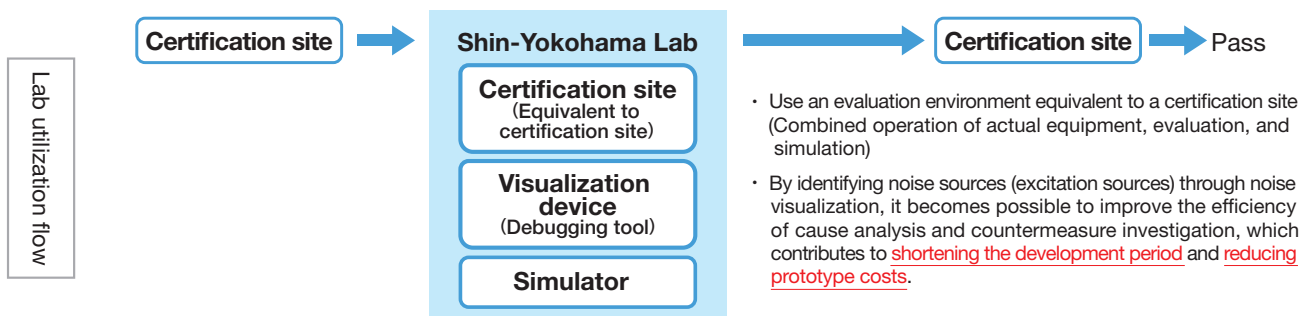 Lab utilization flow
Certification site
Shin-Yokohama Lab
Certification site
(Equivalent to
certification site)
Visualization
device
(Debugging tool)
Simulator
Certification site
Pass
・ Use an evaluation environment equivalent to a certification site
(Combined operation of actual equipment, evaluation, and
simulation)
・ By identifying noise sources (excitation sources) through noise
visualization, it becomes possible to improve the efficiency
of cause analysis and countermeasure investigation, which
contributes to shortening the development period and reducing
prototype costs.